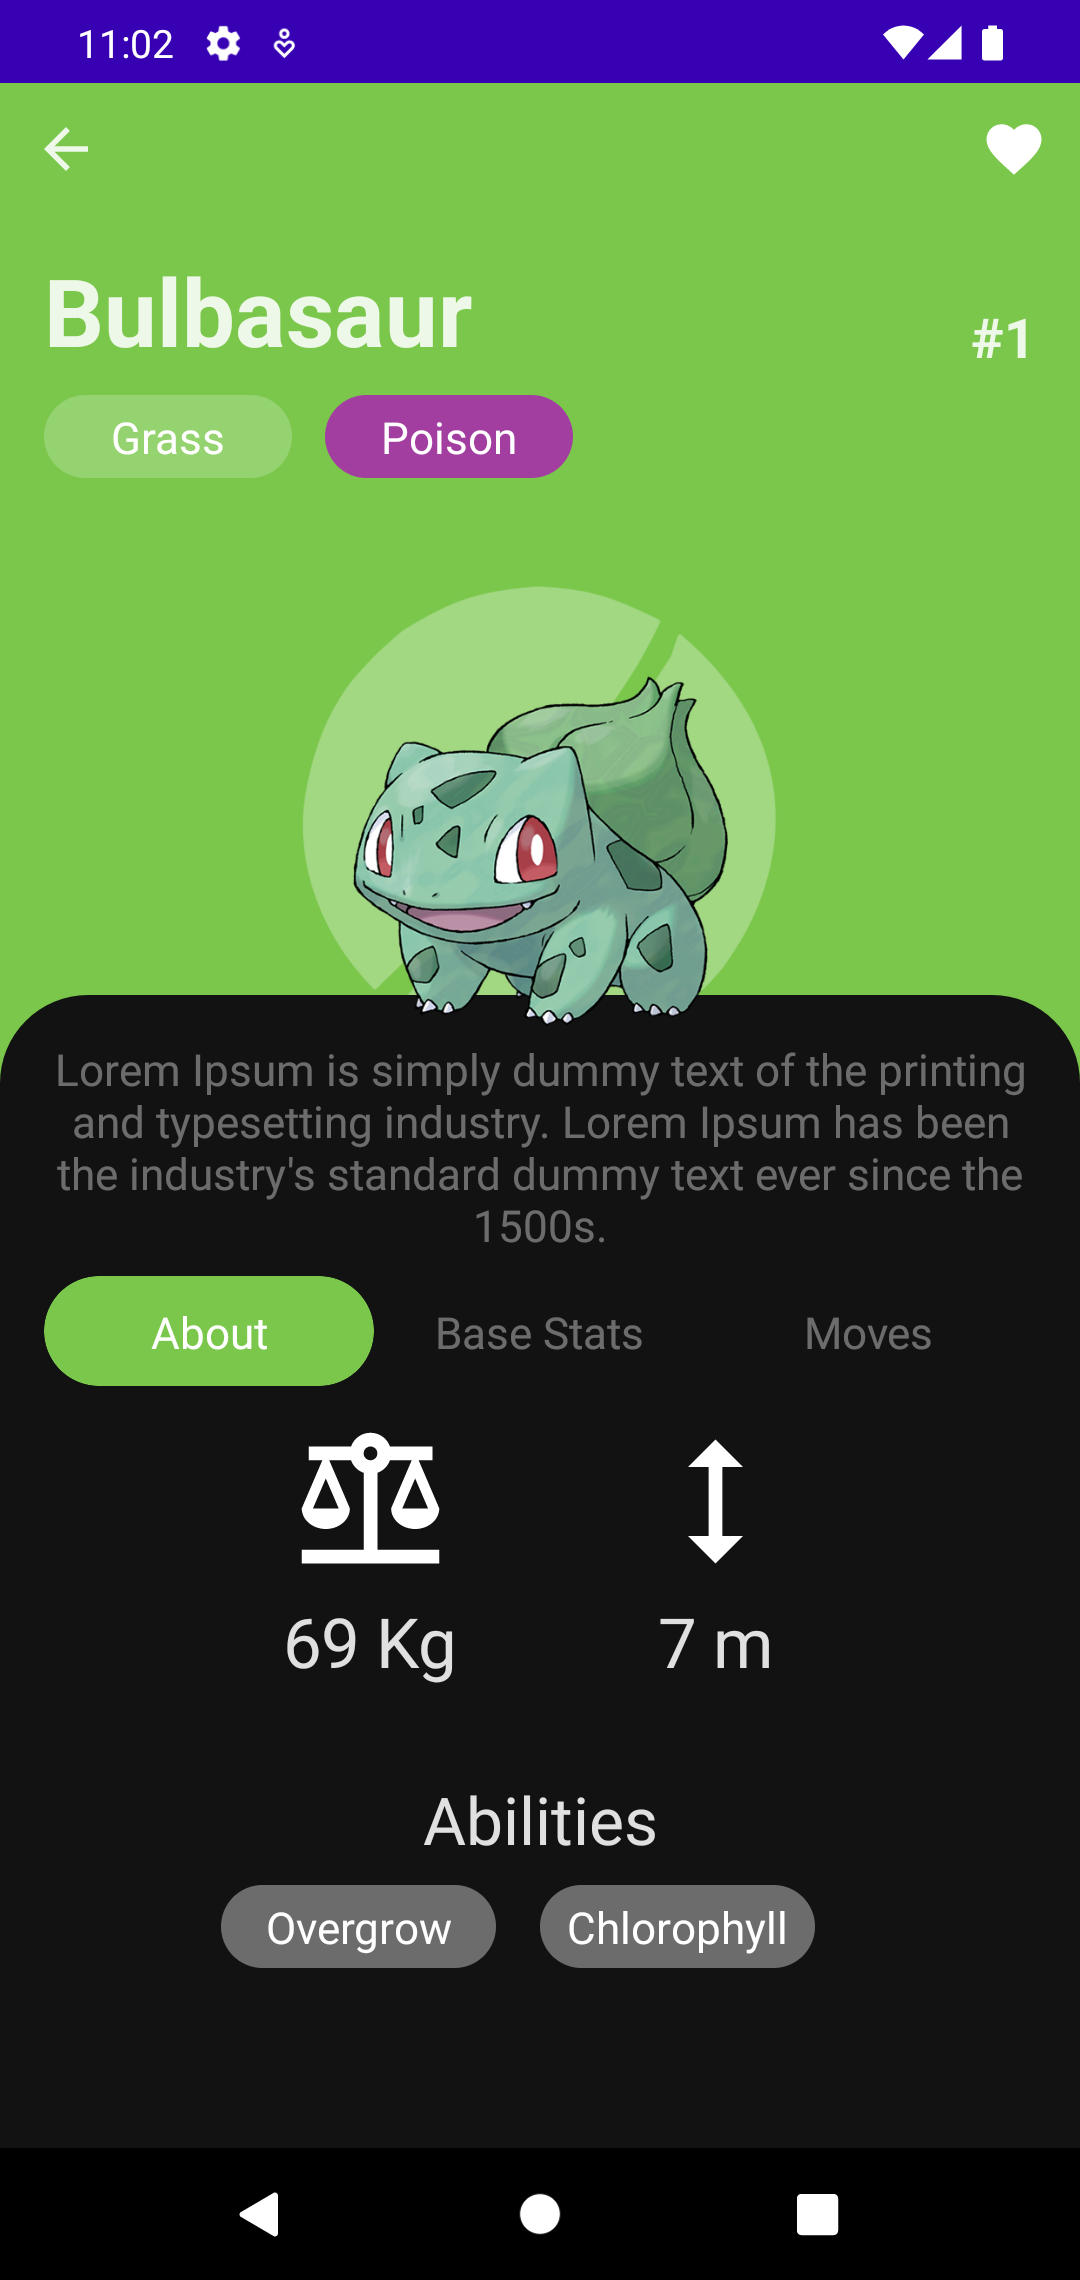 11:02
Bulbasaur
#1
Grass
Poison
Lorem Ipsum is simply dummy text of the printing
and typesetting industry. Lorem Ipsum has been
the industry's standard dummy text ever since the
1500s.
About
Base Stats
Moves
69 Kg
7 m
Abilities
Overgrow
Chlorophyll